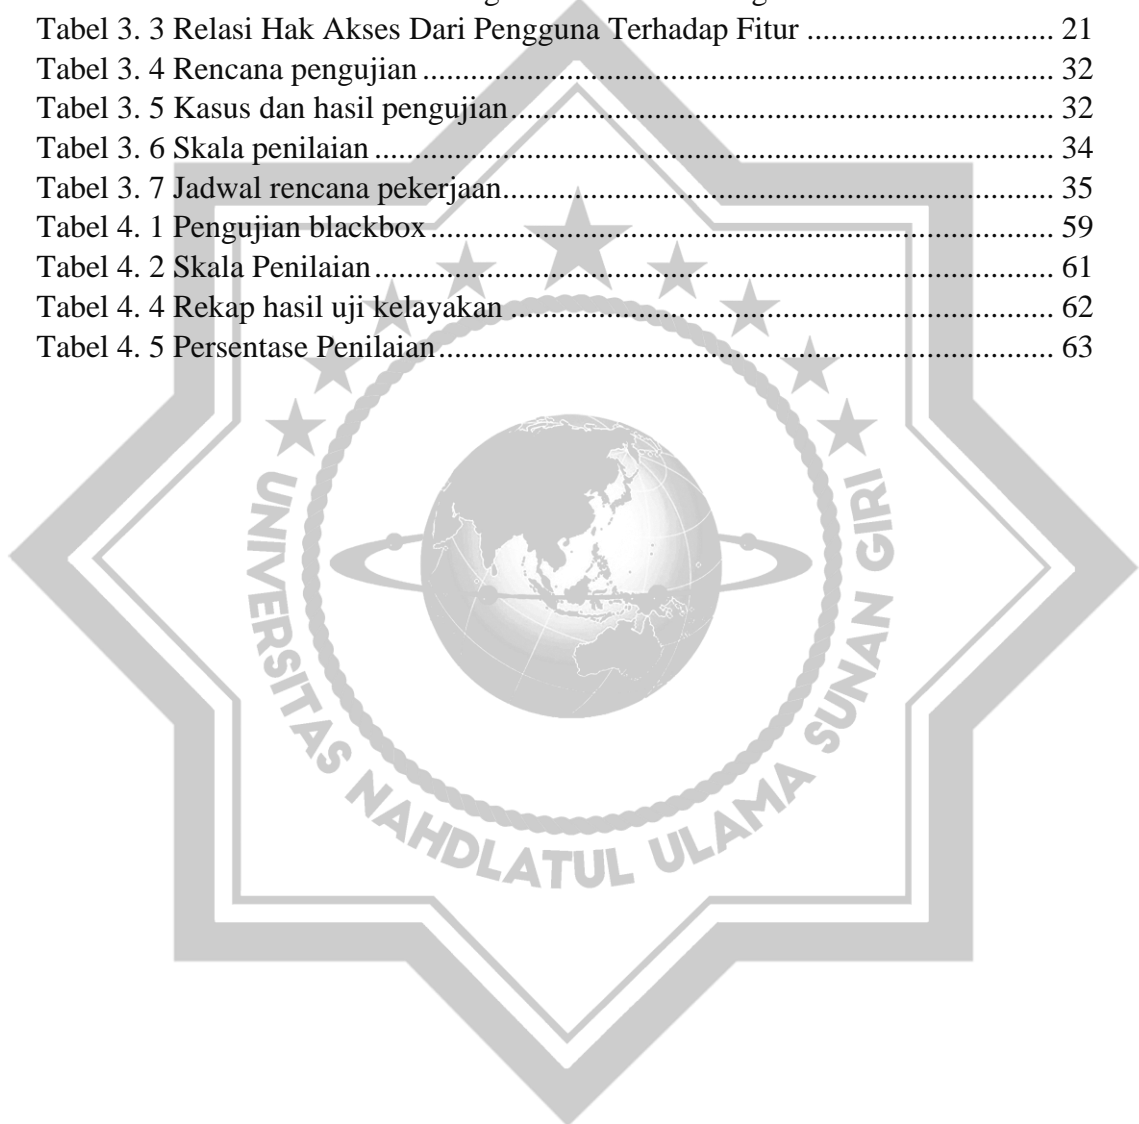 Tabel 3. 3 Relasi Hak Akses Dari Pengguna Terhadap Fitur ............................... 21
Tabel 3. 4 Rencana pengujian ............................................................................... 32
Tabel 3. 5 Kasus dan hasil pengujian.................................................................... 32
Tabel 3. 6 Skala penilaian ..................................................................................... 34
Tabel 3. 7 Jadwal rencana pekerjaan..................................................................... 35
Tabel 4. 1 Pengujian blackbox.............................................................................. 59
Tabel 4. 2 Skala Penilaian..................................................................................... 61
Tabel 4. 4 Rekap hasil uji kelayakan .................................................................... 62
Tabel 4. 5 Persentase Penilaian............................................................................. 63
UNIVERSITAS NAHDLATUL ULAMA SUNAN GIRI